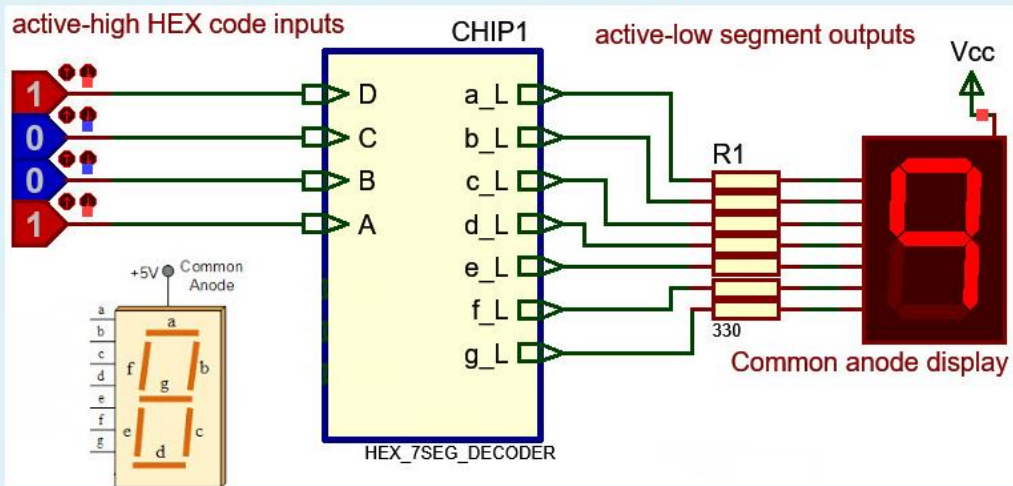 active-high HEX code inputs
CHIP1
active-low segment outputs
Vcc
1
0
0
1
D
C
B
A
a_L
b_L
c_L
d_L
e_L
f_L
g_L
R1
330
Common anode display
HEX_7SEG_DECODER
+5V
Common
Anode
a
b
c
d
e
f
g
a
f
b
g
e
c
d